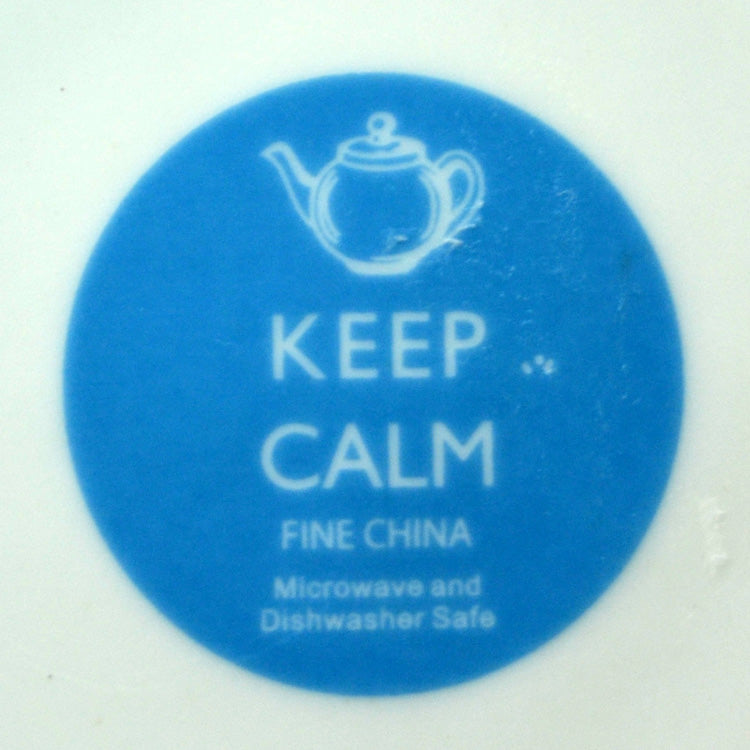 KEEP
CALM
FINE CHINA
Microwave and
Dishwasher Safe